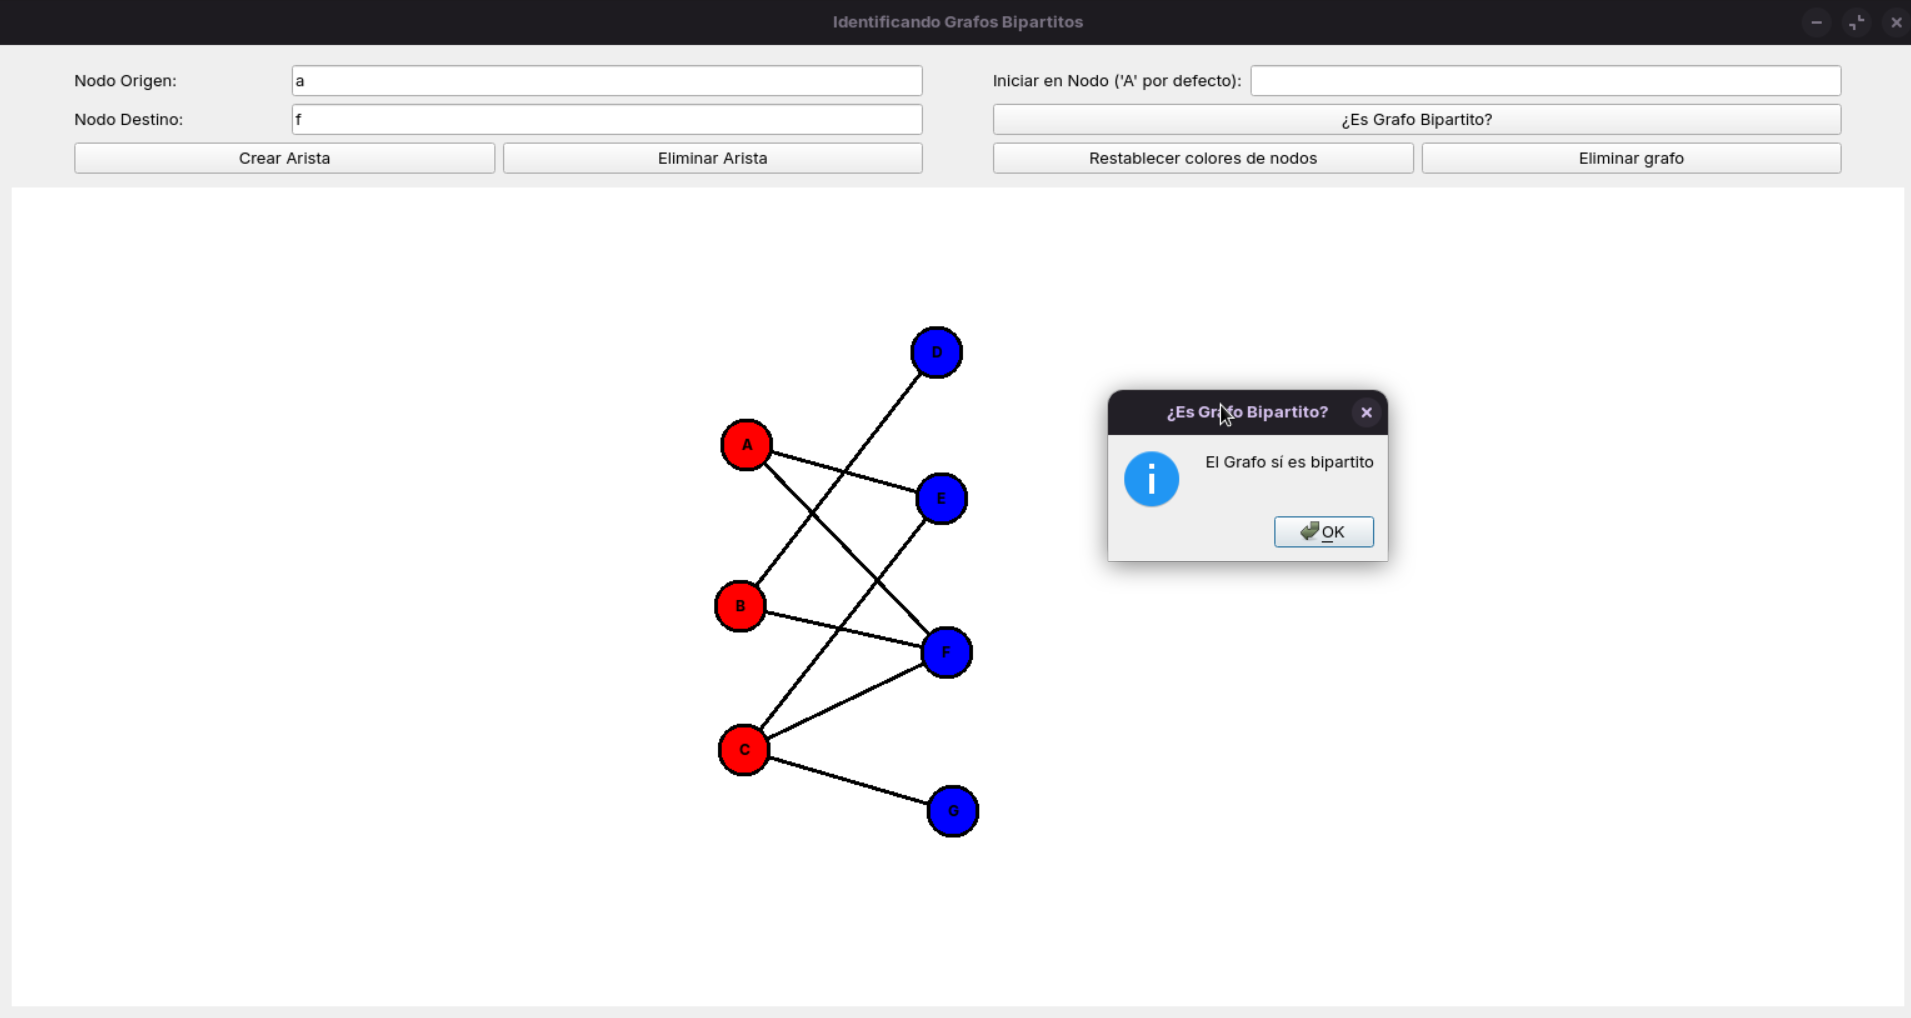 Identificando Grafos Bipartitos
Nodo Origen: a
Iniciar en Nodo ('A' por defecto):
Nodo Destino: f
¿Es Grafo Bipartito?
Crear Arista
Eliminar Arista
Restablecer colores de nodos
Eliminar grafo
D
A
E
B
F
C
G
¿Es Grafo Bipartito?
El Grafo sí es bipartito
OK